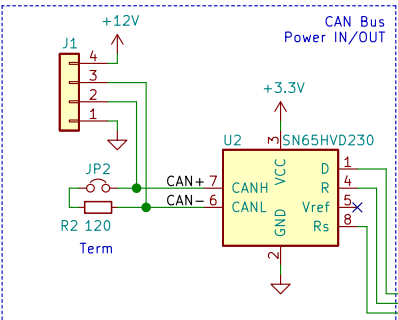 CAN Bus
Power IN/OUT
+12V
J1
4
3
2
1
+3.3V
U2
SN65HVD230
3
VCC
D
1
R
4
Vref
5
Rs
8
JP2
CAN+
7
CANH
CAN-
6
CANL
GND
2
R2 120
Term